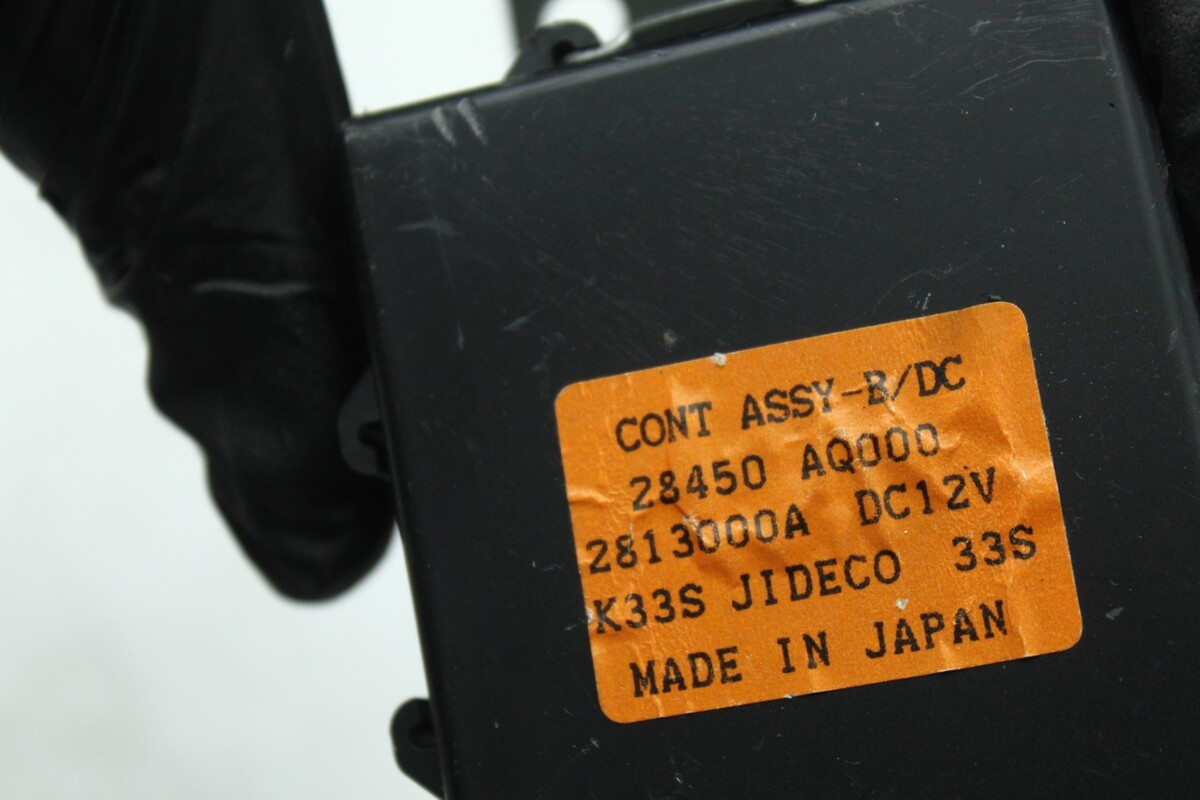 CONT ASSY-B/DC
28450 AQ000
2813000A DC12V
K33S JIDECO 33S
MADE IN JAPAN